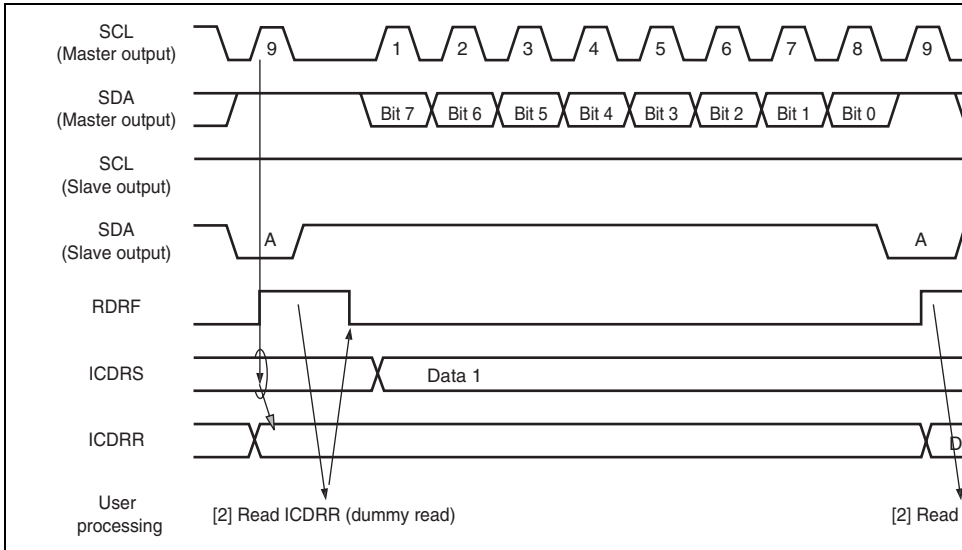 SCL
(Master output)
9 1 2 3 4 5 6 7 8 9
SDA
(Master output)
Bit 7 Bit 6 Bit 5 Bit 4 Bit 3 Bit 2 Bit 1 Bit 0
SCL
(Slave output)
SDA
(Slave output)
A A
RDRF
ICDRS
Data 1
ICDRR
D
User
processing
[2] Read ICDRR (dummy read) [2] Read